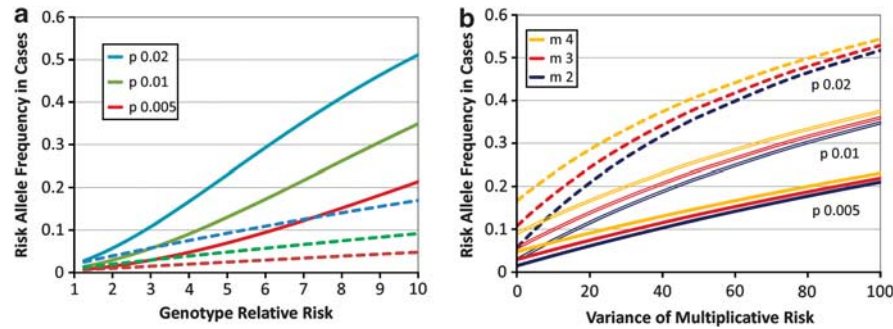 a
Risk Allele Frequency in Cases
0.6
0.5
0.4
0.3
0.2
0.1
0
p 0.02
p 0.01
p 0.005
1 2 3 4 5 6 7 8 9 10
Genotype Relative Risk
b
Risk Allele Frequency in Cases
0.6
0.5
0.4
0.3
0.2
0.1
0
m 4
m 3
m 2
p 0.02
p 0.01
p 0.005
0 20 40 60 80 100
Variance of Multiplicative Risk